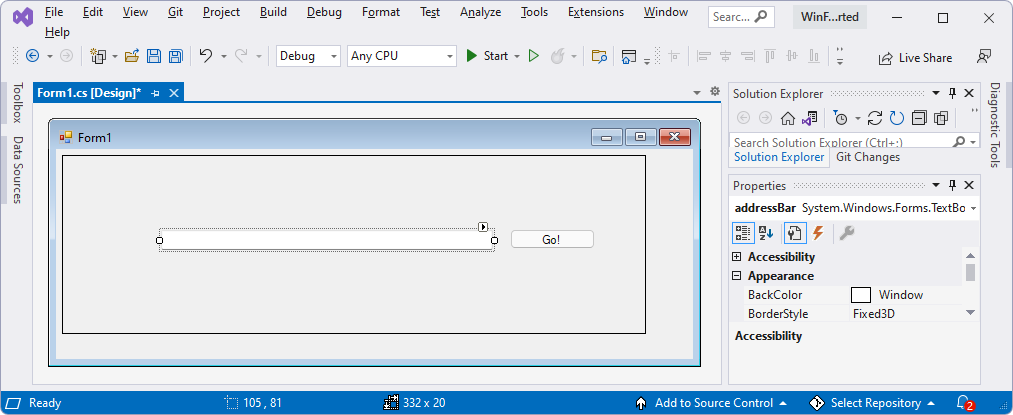 File Edit View Git Project Build Debug Format Test Analyze Tools Extensions Window
Help
Searc...
WinF...rted
Debug Any CPU Start Live Share
Toolbox
Data Sources
Form1.cs [Design]*
Form1
Go!
Solution Explorer
Search Solution Explorer (Ctrl+;)
Solution Explorer Git Changes
Properties
addressBar System.Windows.Forms.TextBo
Accessibility
Appearance
BackColor Window
BorderStyle Fixed3D
Accessibility
Diagnostic Tools
Ready 105 , 81 332 x 20 Add to Source Control Select Repository 2